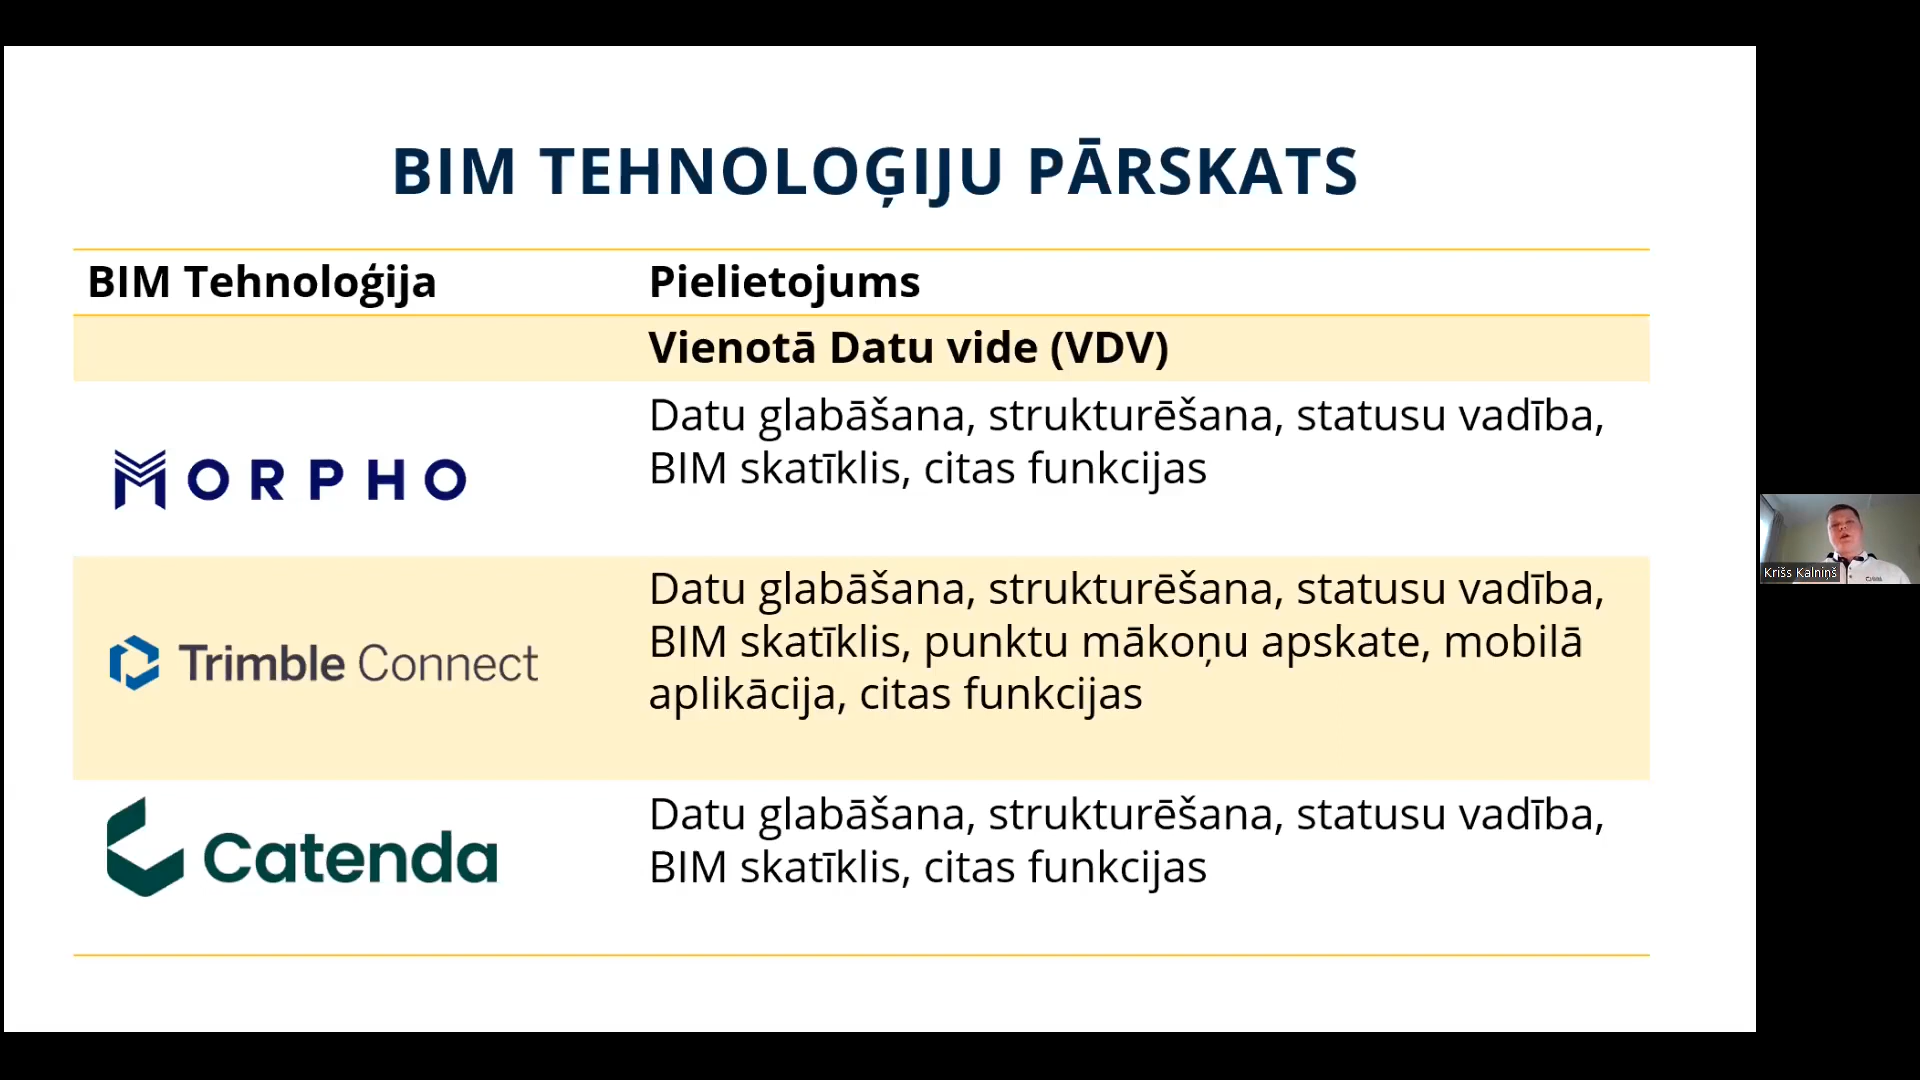 BIM TEHNOLOĢIJU PĀRSKATS
BIM Tehnoloģija
Pielietojums
Vienotā Datu vide (VDV)
MORPHO
Datu glabāšana, strukturēšana, statusu vadība,
BIM skatīklis, citas funkcijas
Trimble Connect
Datu glabāšana, strukturēšana, statusu vadība,
BIM skatīklis, punktu mākoņu apskate, mobilā
aplikācija, citas funkcijas
Catenda
Datu glabāšana, strukturēšana, statusu vadība,
BIM skatīklis, citas funkcijas
Krišs Kalniņš